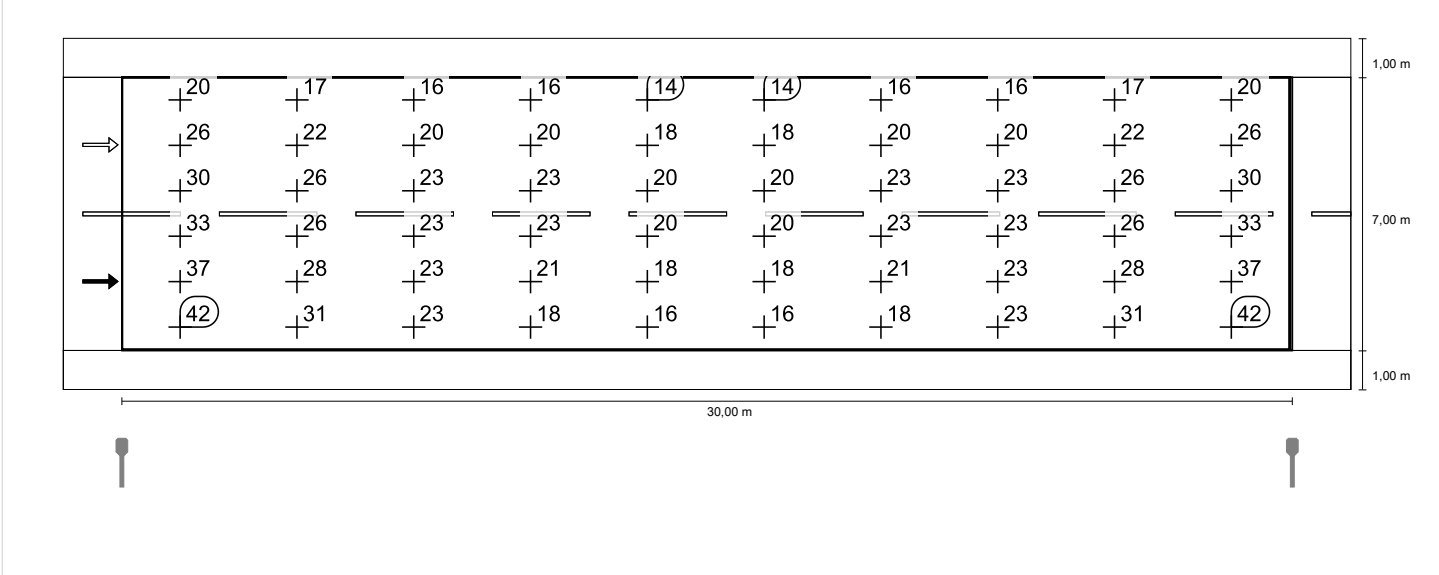 1,00 m
20 17 16 16 14 14 16 16 17 20
26 22 20 20 18 18 20 20 22 26
30 26 23 23 20 20 23 23 26 30
7,00 m
33 26 23 23 20 20 23 23 26 33
37 28 23 21 18 18 21 23 28 37
42 31 23 18 16 16 18 23 31 42
1,00 m
30,00 m